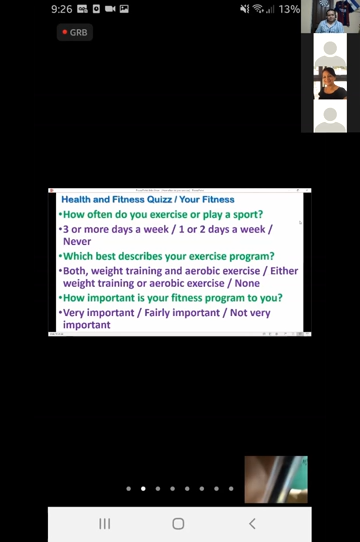 9:26
13%
GRB
Health and Fitness Quizz / Your Fitness
•How often do you exercise or play a sport?
•3 or more days a week / 1 or 2 days a week /
Never
•Which best describes your exercise program?
•Both, weight training and aerobic exercise / Either
weight training or aerobic exercise / None
•How important is your fitness program to you?
•Very important / Fairly important / Not very
important